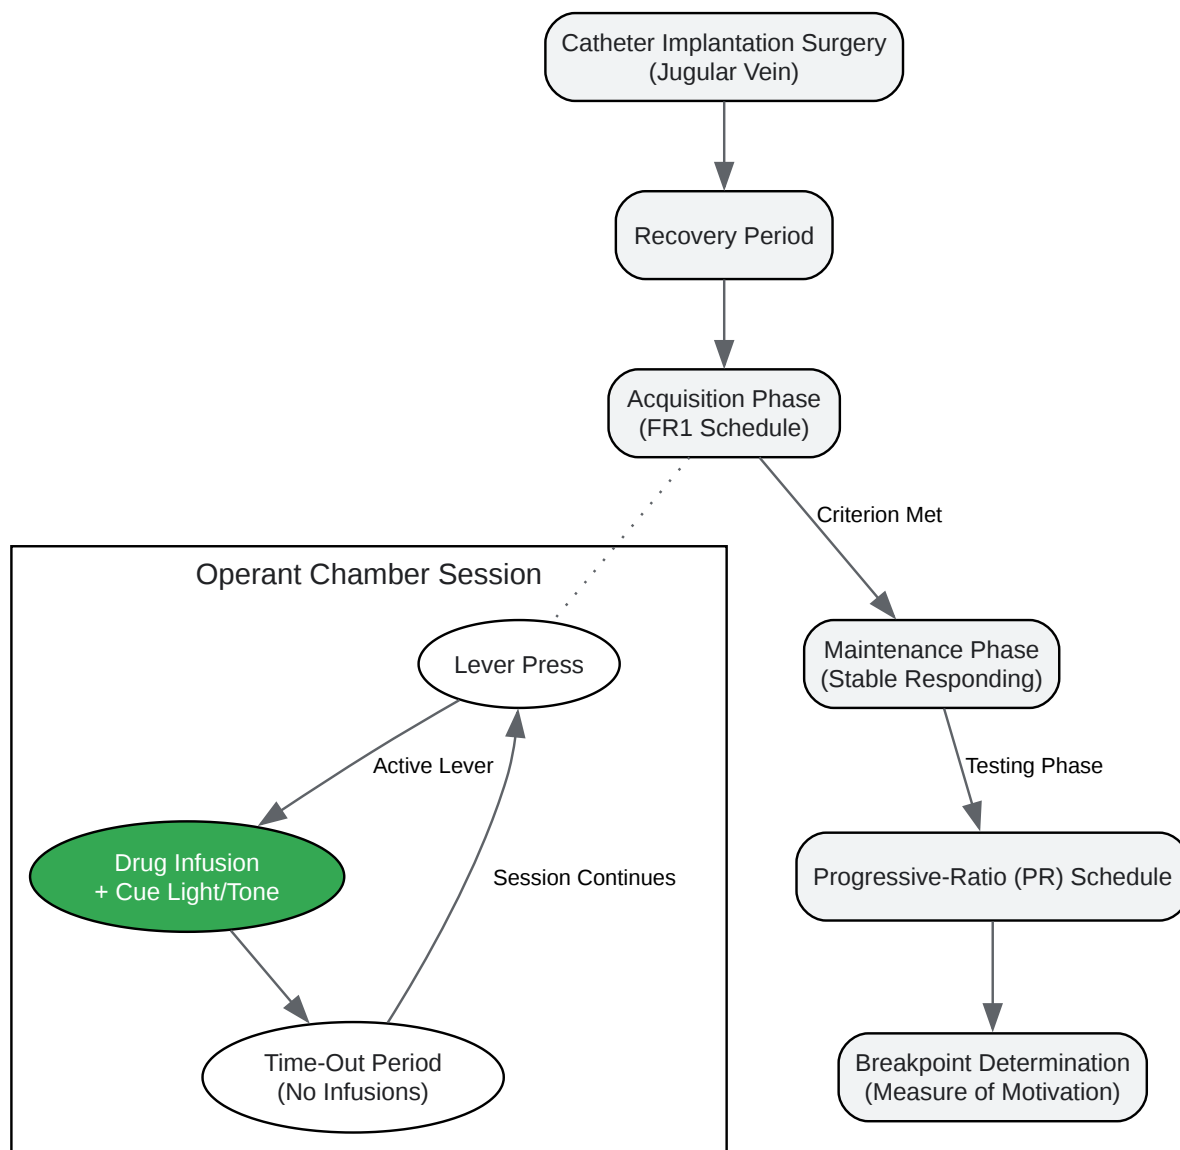 Catheter Implantation Surgery
(Jugular Vein)
Recovery Period
Acquisition Phase
(FR1 Schedule)
Criterion Met
Operant Chamber Session
Lever Press
Maintenance Phase
(Stable Responding)
Active Lever
Testing Phase
Drug Infusion
+ Cue Light/Tone
Session Continues
Progressive-Ratio (PR) Schedule
Time-Out Period
(No Infusions)
Breakpoint Determination
(Measure of Motivation)